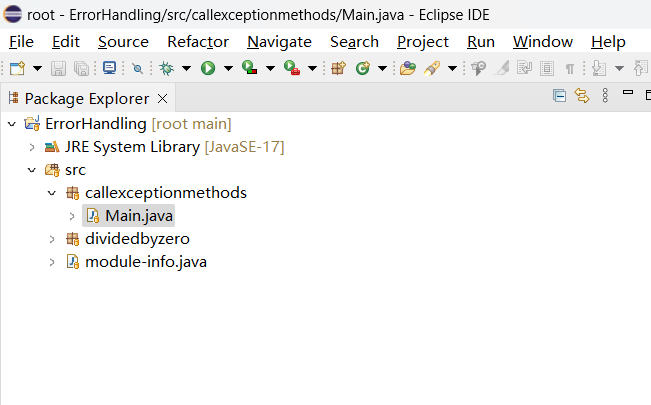 root - ErrorHandling/src/callexceptionmethods/Main.java - Eclipse IDE
File Edit Source Refactor Navigate Search Project Run Window Help
Package Explorer
ErrorHandling [root main]
JRE System Library [JavaSE-17]
src
callexceptionmethods
Main.java
dividedbyzero
module-info.java